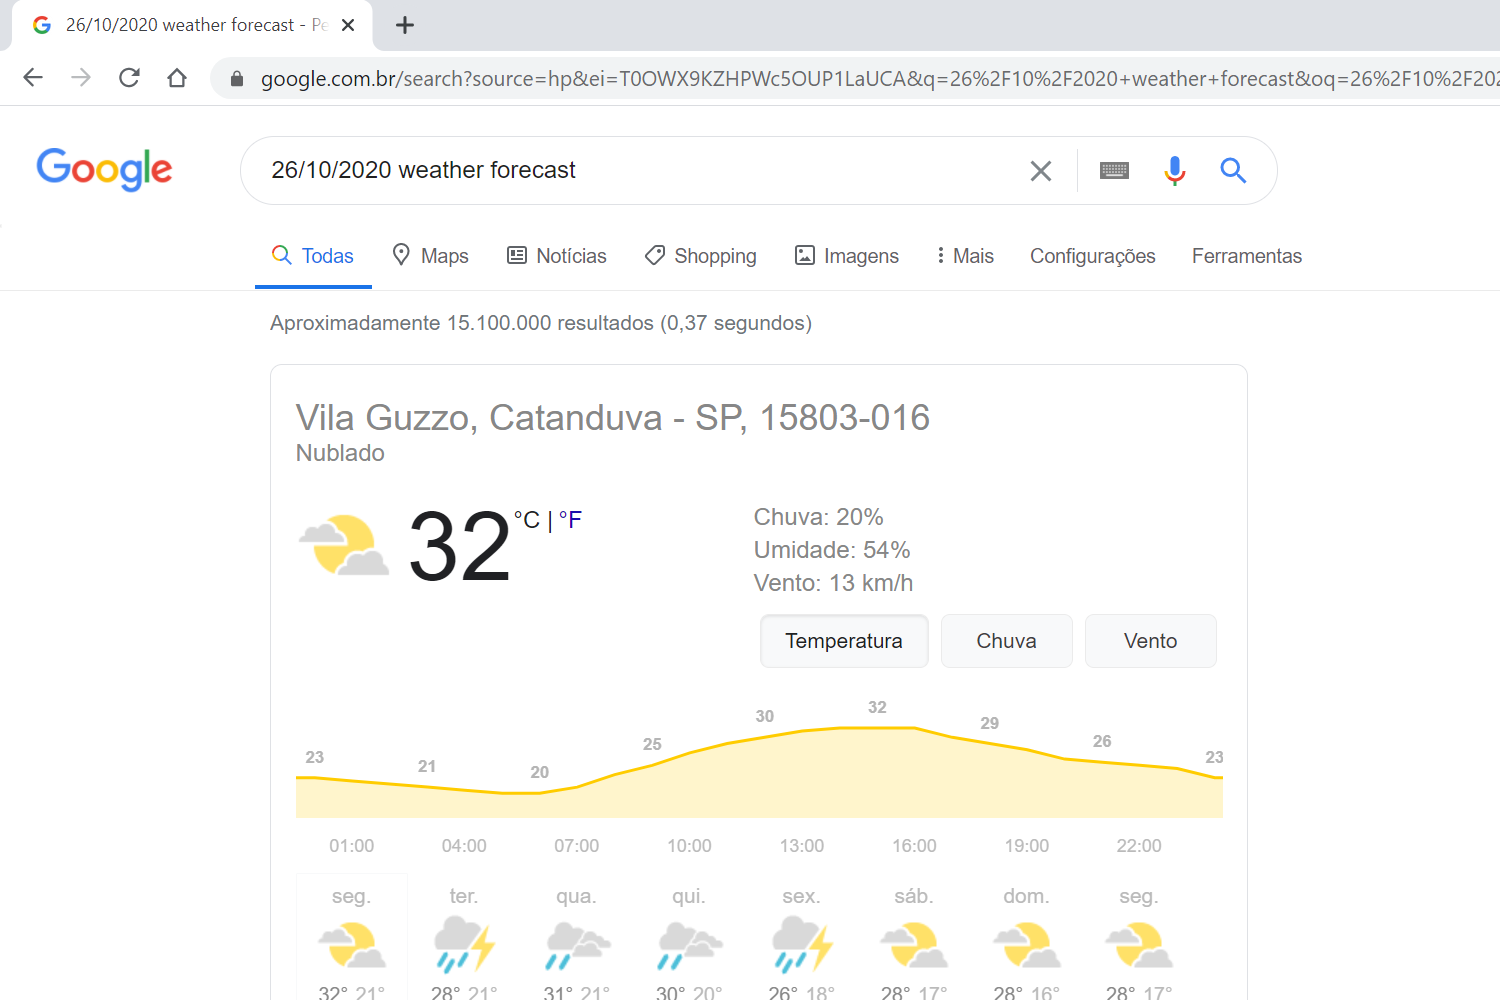 26/10/2020 weather forecast - Pe
google.com.br/search?source=hp&ei=T0OWX9KZHPWc5OUP1LaUCA&q=26%2F10%2F2020+weather+forecast&oq=26%2F10%2F202
Google
26/10/2020 weather forecast
Todas Maps Notícias Shopping Imagens Mais Configurações Ferramentas
Aproximadamente 15.100.000 resultados (0,37 segundos)
Vila Guzzo, Catanduva - SP, 15803-016
Nublado
32 °C | °F
Chuva: 20%
Umidade: 54%
Vento: 13 km/h
Temperatura Chuva Vento
23 21 20 25 30 32 29 26 23
01:00 04:00 07:00 10:00 13:00 16:00 19:00 22:00
seg. ter. qua. qui. sex. sáb. dom. seg.
32° 21° 28° 21° 31° 21° 30° 20° 26° 18° 28° 17° 28° 16° 28° 17°